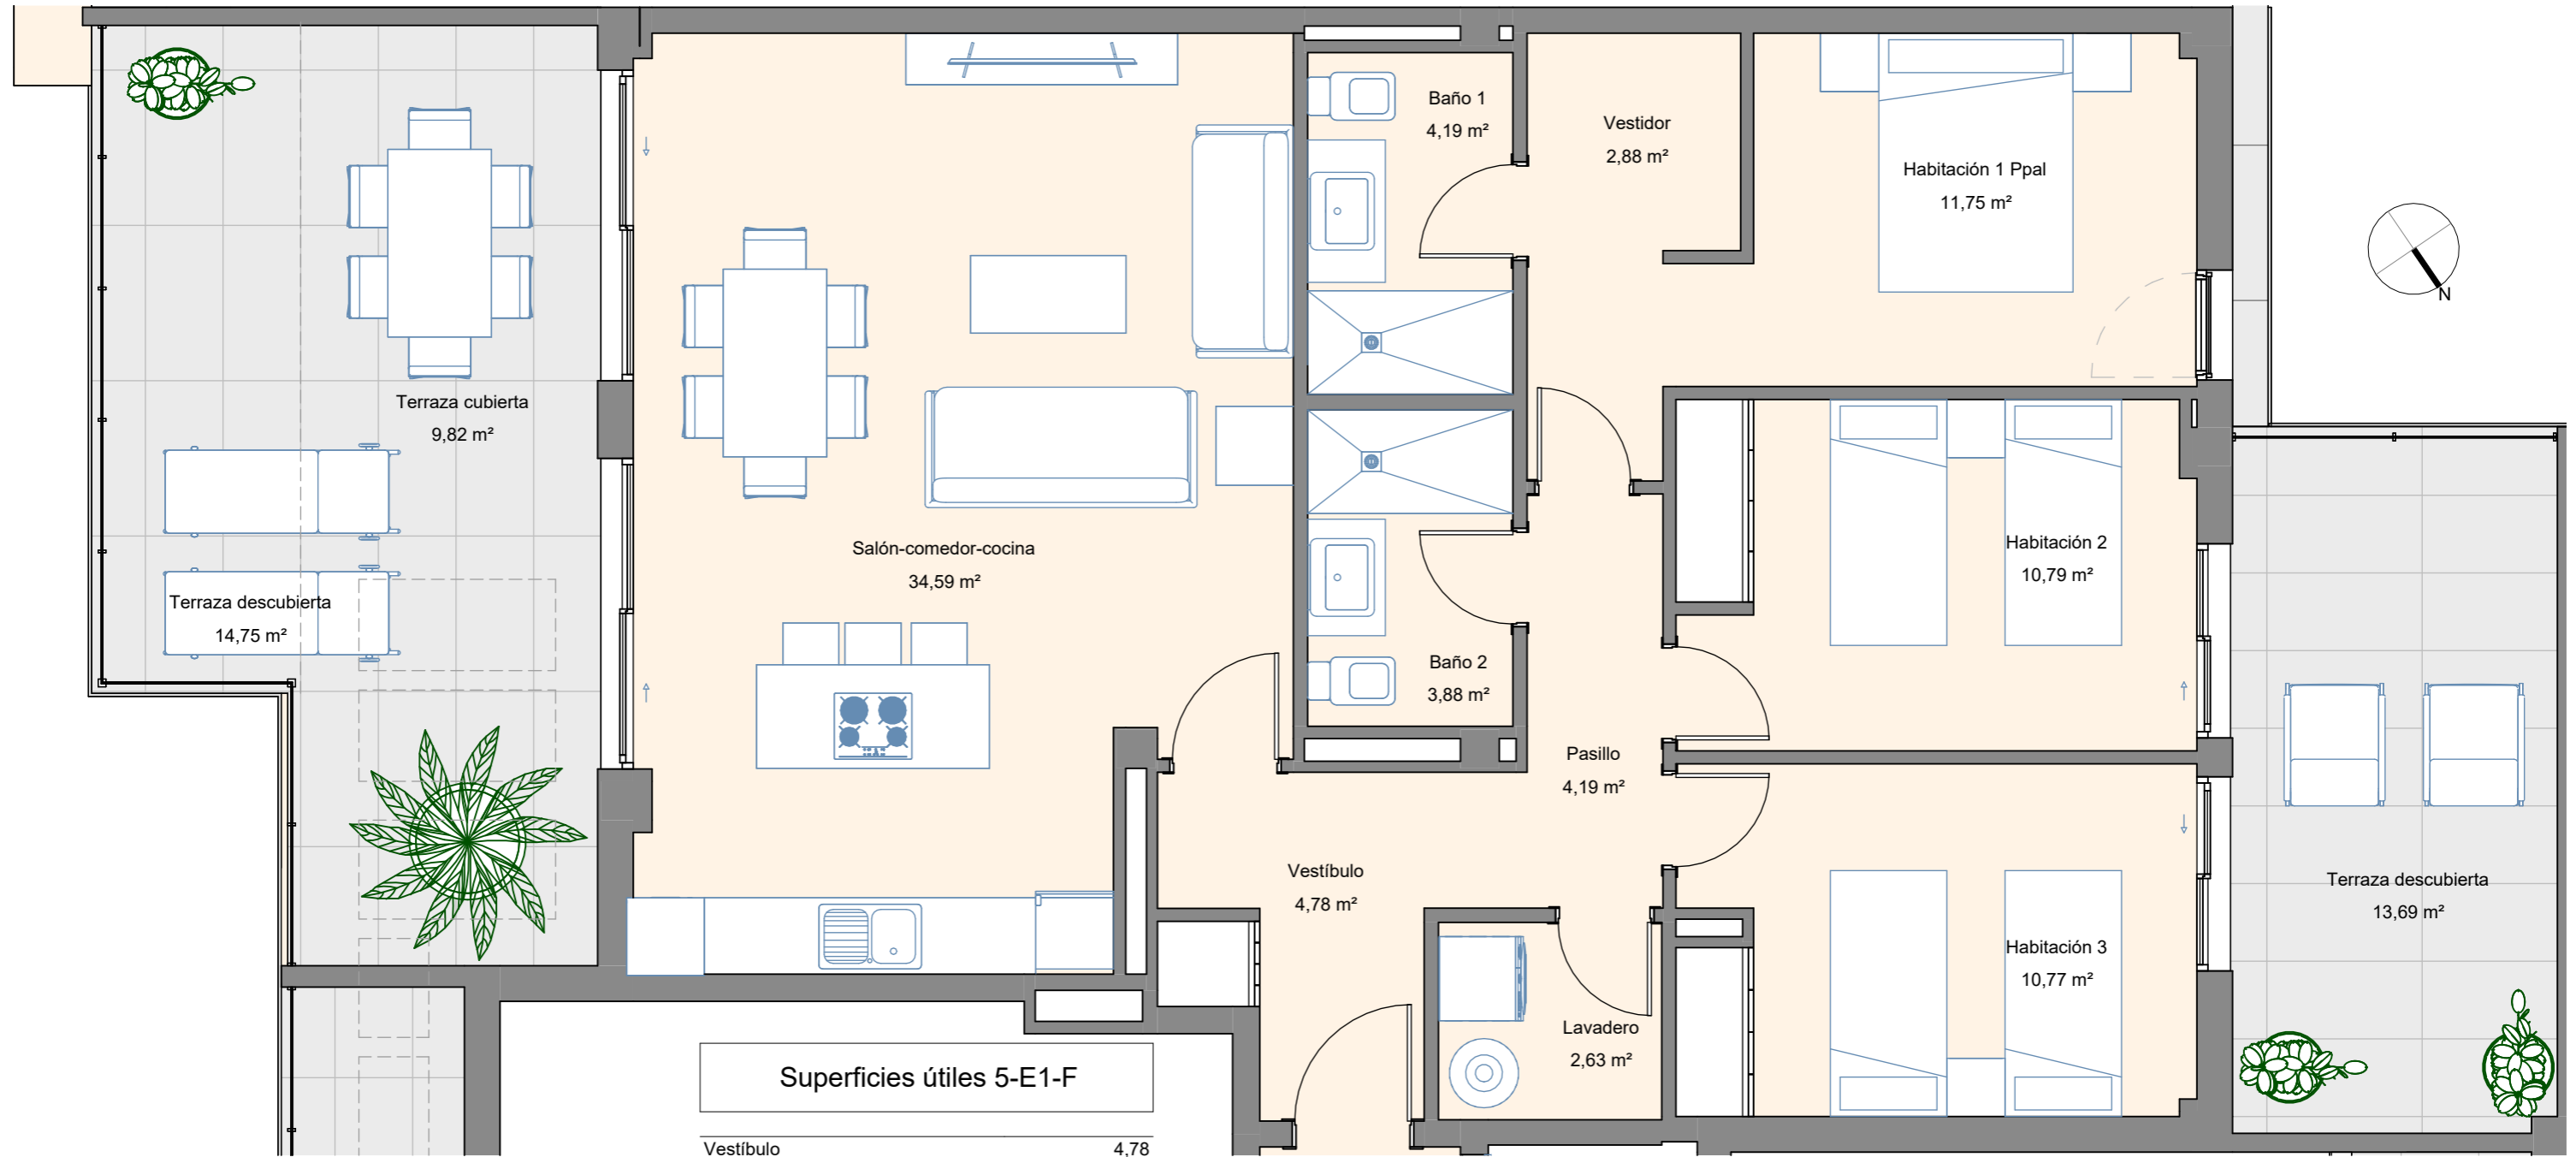 Baño 1
4,19 m²
Vestidor
2,88 m²
Habitación 1 Ppal
11,75 m²
N
Terraza cubierta
9,82 m²
Salón-comedor-cocina
34,59 m²
Habitación 2
10,79 m²
Terraza descubierta
14,75 m²
Baño 2
3,88 m²
Pasillo
4,19 m²
Vestíbulo
4,78 m²
Terraza descubierta
13,69 m²
Habitación 3
10,77 m²
Lavadero
2,63 m²
Superficies útiles 5-E1-F
Vestíbulo 4,78